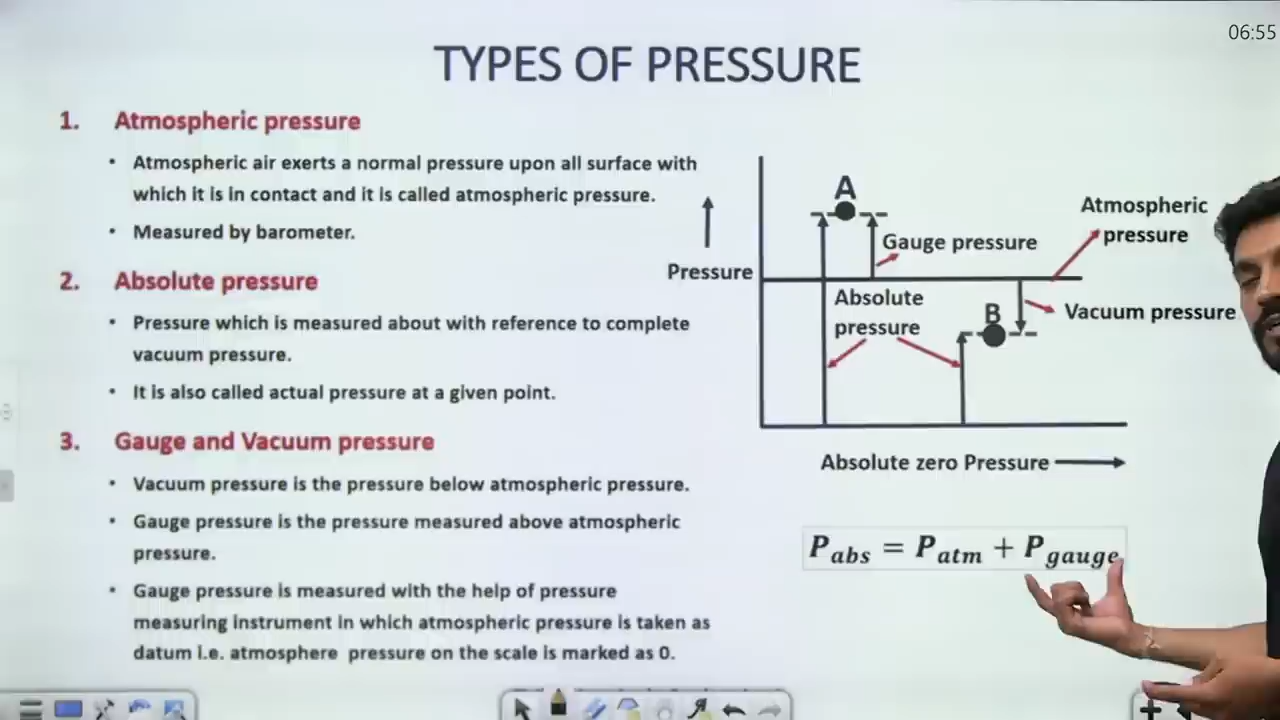 06:55
TYPES OF PRESSURE
1. Atmospheric pressure
• Atmospheric air exerts a normal pressure upon all surface with
which it is in contact and it is called atmospheric pressure.
• Measured by barometer.
2. Absolute pressure
• Pressure which is measured about with reference to complete
vacuum pressure.
• It is also called actual pressure at a given point.
3. Gauge and Vacuum pressure
• Vacuum pressure is the pressure below atmospheric pressure.
• Gauge pressure is the pressure measured above atmospheric
pressure.
• Gauge pressure is measured with the help of pressure
measuring instrument in which atmospheric pressure is taken as
datum i.e. atmosphere pressure on the scale is marked as 0.
A
Atmospheric
pressure
Gauge pressure
Pressure
Absolute
pressure
B
Vacuum pressure
Absolute zero Pressure
P_abs = P_atm + P_gauge